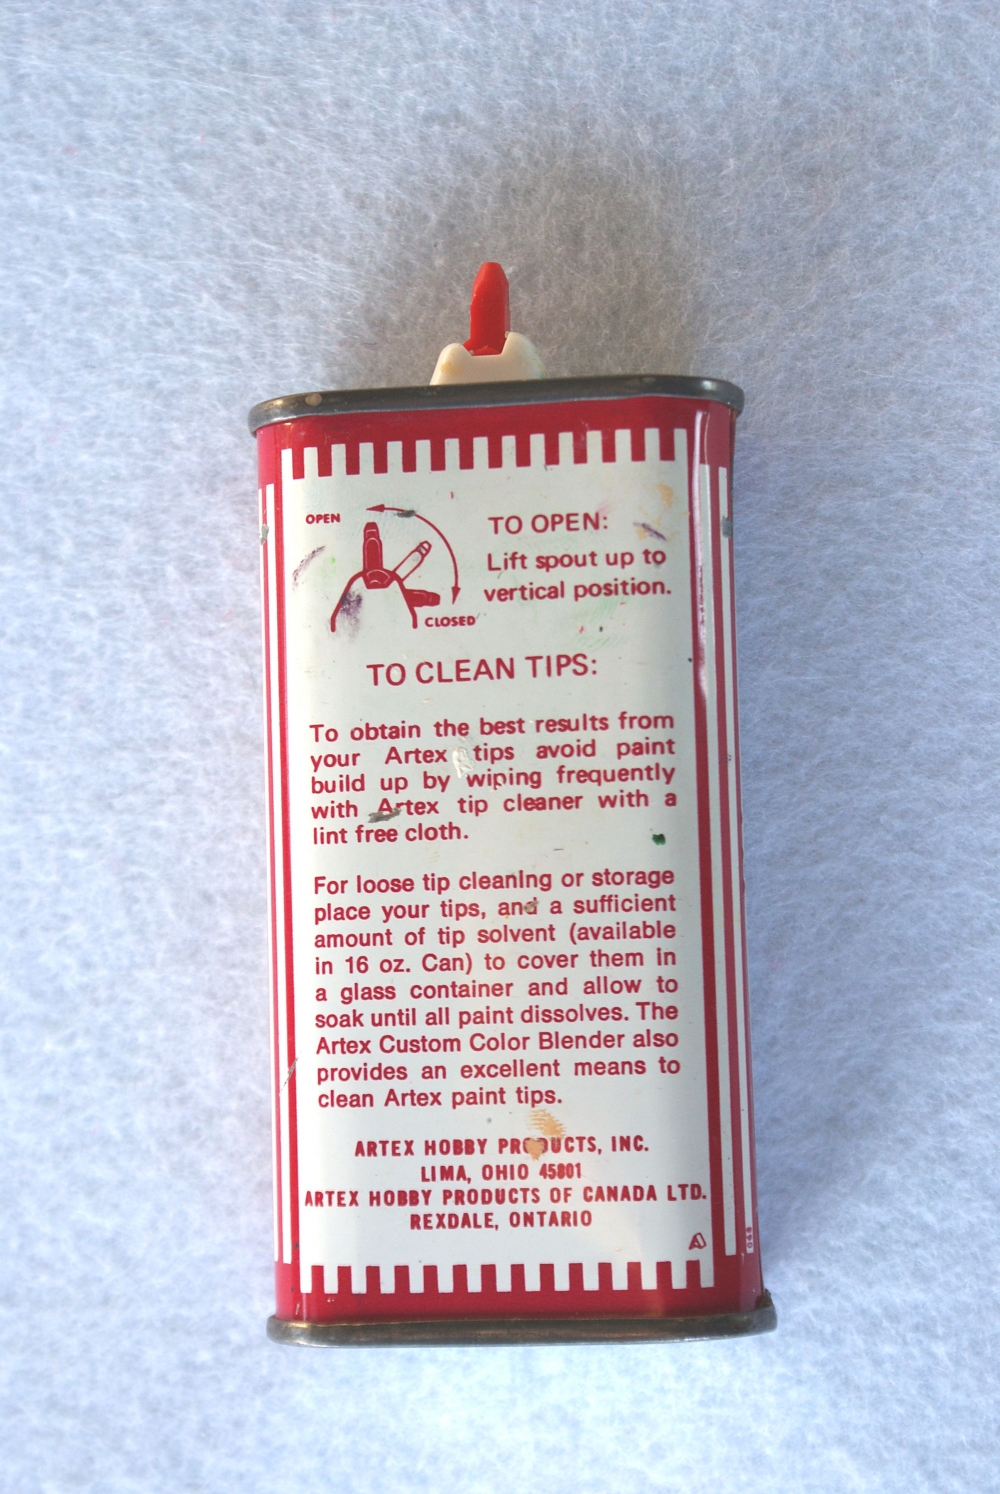 OPEN
CLOSED
TO OPEN:
Lift spout up to
vertical position.
TO CLEAN TIPS:
To obtain the best results from
your Artex tips avoid paint
build up by wiping frequently
with Artex tip cleaner with a
lint free cloth.
For loose tip cleaning or storage
place your tips, and a sufficient
amount of tip solvent (available
in 16 oz. Can) to cover them in
a glass container and allow to
soak until all paint dissolves. The
Artex Custom Color Blender also
provides an excellent means to
clean Artex paint tips.
ARTEX HOBBY PRODUCTS, INC.
LIMA, OHIO 45801
ARTEX HOBBY PRODUCTS OF CANADA LTD.
REXDALE, ONTARIO